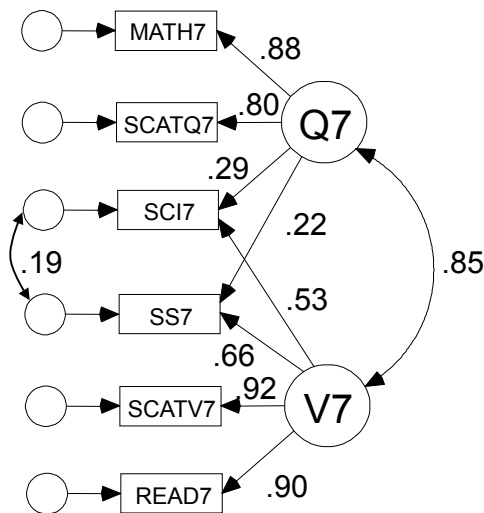 MATH7
.88
SCATQ7
.80
Q7
.29
SCI7
.22
.19
.85
.53
SS7
.66
.92
SCATV7
V7
READ7
.90